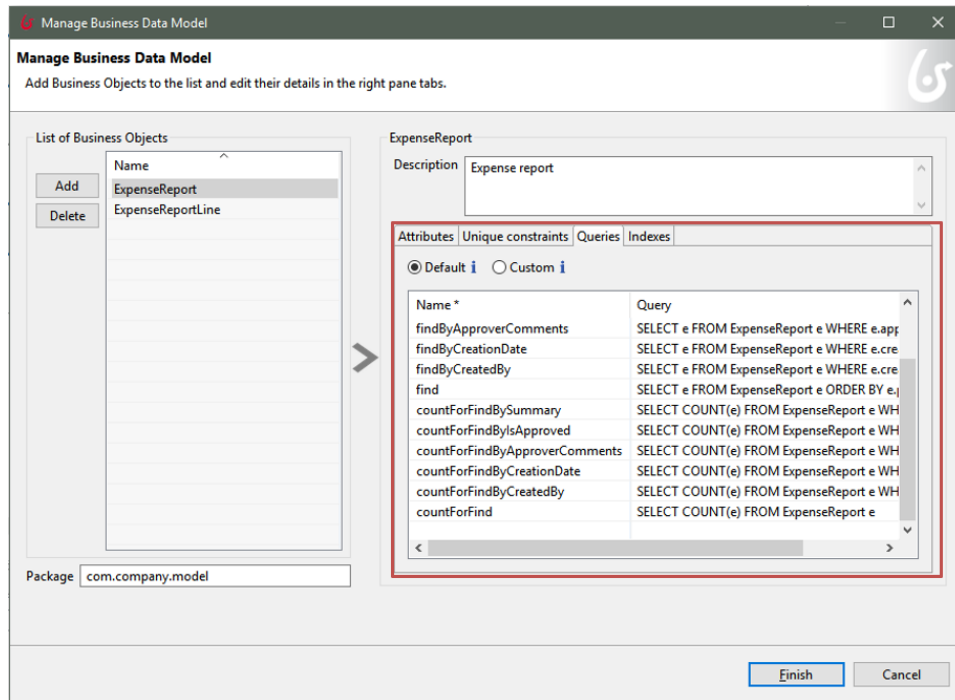 Manage Business Data Model
Manage Business Data Model
Add Business Objects to the list and edit their details in the right pane tabs.
List of Business Objects
Name
Add
Delete
ExpenseReport
ExpenseReportLine
Package com.company.model
ExpenseReport
Description Expense report
Attributes Unique constraints Queries Indexes
Default i Custom i
Name * Query
findByApproverComments SELECT e FROM ExpenseReport e WHERE e.app
findByCreationDate SELECT e FROM ExpenseReport e WHERE e.cre
findByCreatedBy SELECT e FROM ExpenseReport e WHERE e.cre
find SELECT e FROM ExpenseReport e ORDER BY e.
countForFindBySummary SELECT COUNT(e) FROM ExpenseReport e WH
countForFindByIsApproved SELECT COUNT(e) FROM ExpenseReport e WH
countForFindByApproverComments SELECT COUNT(e) FROM ExpenseReport e WH
countForFindByCreationDate SELECT COUNT(e) FROM ExpenseReport e WH
countForFindByCreatedBy SELECT COUNT(e) FROM ExpenseReport e WH
countForFind SELECT COUNT(e) FROM ExpenseReport e
Finish Cancel